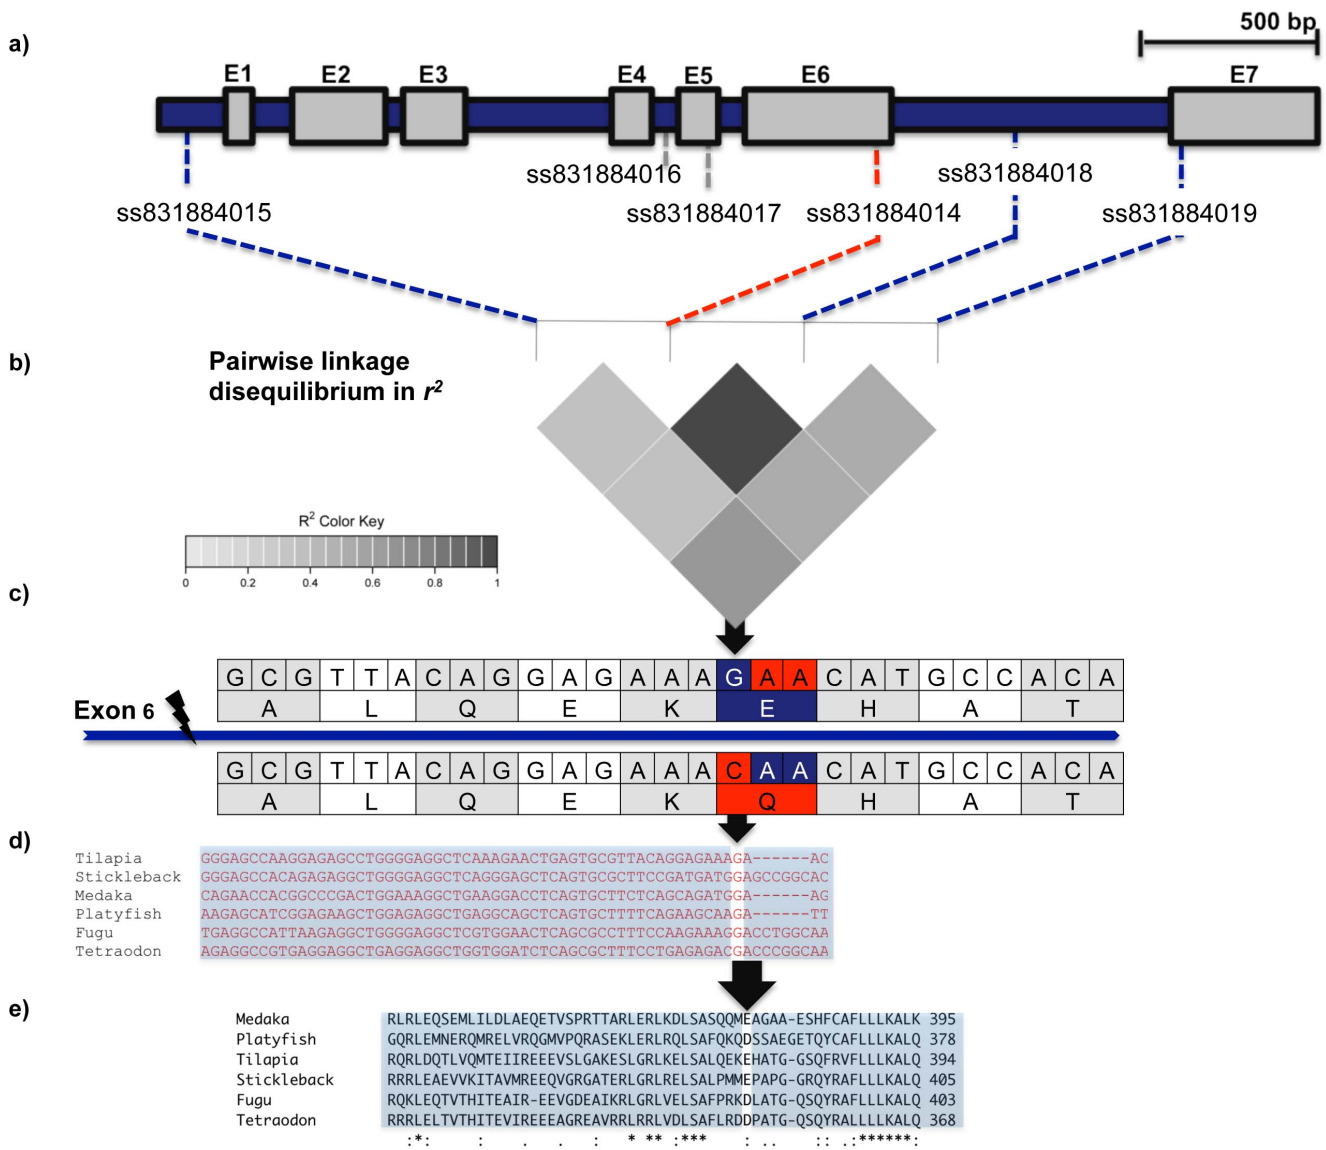 a)
500 bp
E1 E2 E3 E4 E5 E6 E7
ss831884016 ss831884018
ss831884015 ss831884017 ss831884014 ss831884019
b)
Pairwise linkage
disequilibrium in r²
R² Color Key
0 0.2 0.4 0.6 0.8 1
c)
G C G T T A C A G G A G A A A G A A C A T G C C A C A
A L Q E K E H A T
Exon 6
G C G T T A C A G G A G A A A C A A C A T G C C A C A
A L Q E K Q H A T
d)
Tilapia GGGAGCCAAGGAGAGCCTGGGGAGGCTCAAAGAACTGAGTGCGTTACAGGAGAAAGA------AC
Stickleback GGGAGCCACAGAGAGGCTGGGGAGGCTCAGGGAGCTCAGTGCGCTTCCGATGATGGAGCCGGCAC
Medaka CAGAACCACGGCCCGACTGGAAAGGCTGAAGGACCTCAGTGCTTCTCAGCAGATGGA------AG
Platyfish AAGAGCATCGGAGAAGCTGGAGAGGCTGAGGCAGCTCAGTGCTTTTCAGAAGCAAGA------TT
Fugu TGAGGCCATTAAGAGGCTGGGGAGGCTCGTGGAACTCAGCGCCTTTCCAAGAAAGGACCTGGCAA
Tetraodon AGAGGCCGTGAGGAGGCTGAGGAGGCTGGTGGATCTCAGCGCTTTCCTGAGAGACGACCCGGCAA
e)
Medaka RLRLEQSEMLILDLAEQETVSPRTTARLERLKDLSASQQMEAGAA-ESHFCAFLLLKALK 395
Platyfish GQRLEMNERQMRELVRQGMVPQRASEKLERLRQLSAFQKQDSSAEGETQYCAFLLLKALQ 378
Tilapia RQRLDQTLVQMTEIIREEEVSLGAKESLGRLKELSALQEKEHATG-GSQFRVFLLLKALQ 394
Stickleback RRRLEAEVVKITAVMREEQVGRGATERLGRLRELSALPMMEPAPG-GRQYRAFLLLKALQ 405
Fugu RQKLEQTVTHITEAIR-EEVGDEAIKRLGRLVELSAFPRKDLATG-QSQYRAFLLLKALQ 403
Tetraodon RRRLELTVTHITEVIREEEAGREAVRRLRRLVDLSAFLRDDPATG-QSQYRALLLLKALQ 368
:*: : . . : * ** :*** : .. :: .:******: